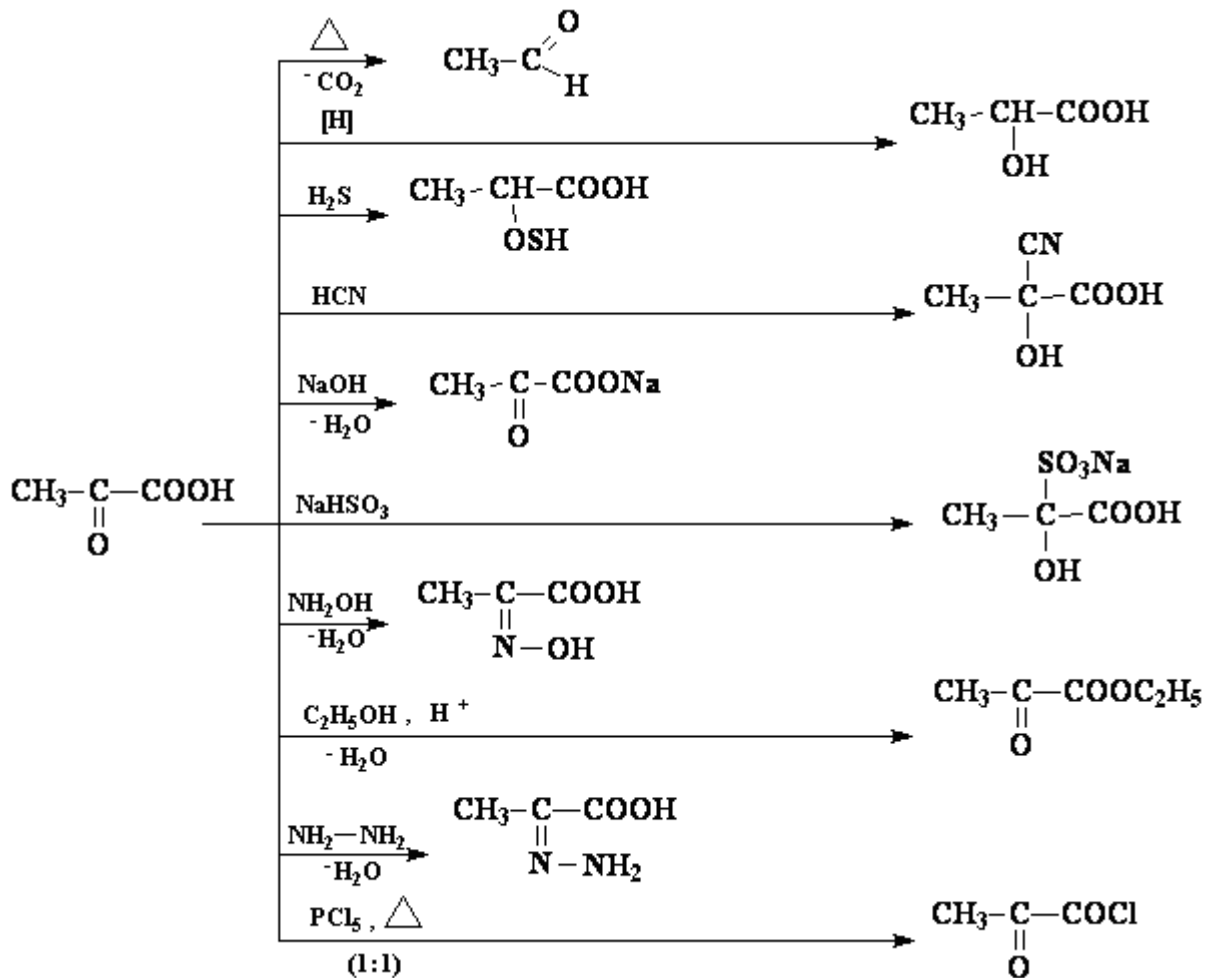 O
CH₃-C
H
△
-CO₂
[H]
CH₃-CH-COOH
OH
H₂S
CH₃-CH-COOH
OSH
HCN
CN
CH₃-C-COOH
OH
NaOH
-H₂O
CH₃-C-COONa
O
CH₃-C-COOH
O
NaHSO₃
SO₃Na
CH₃-C-COOH
OH
NH₂OH
-H₂O
CH₃-C-COOH
N-OH
C₂H₅OH , H⁺
-H₂O
CH₃-C-COOC₂H₅
O
NH₂-NH₂
-H₂O
CH₃-C-COOH
N-NH₂
PCl₅ , △
(1:1)
CH₃-C-COCl
O